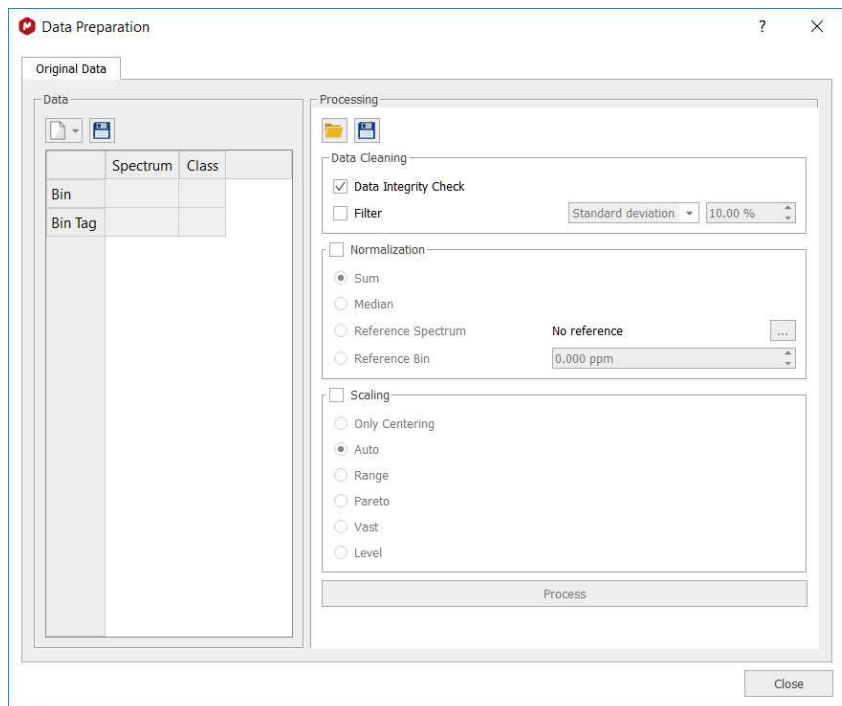 Data Preparation
?
Original Data
Data
Spectrum Class
Bin
Bin Tag
Processing
Data Cleaning
Data Integrity Check
Filter Standard deviation 10.00 %
Normalization
Sum
Median
Reference Spectrum No reference ...
Reference Bin 0.000 ppm
Scaling
Only Centering
Auto
Range
Pareto
Vast
Level
Process
Close